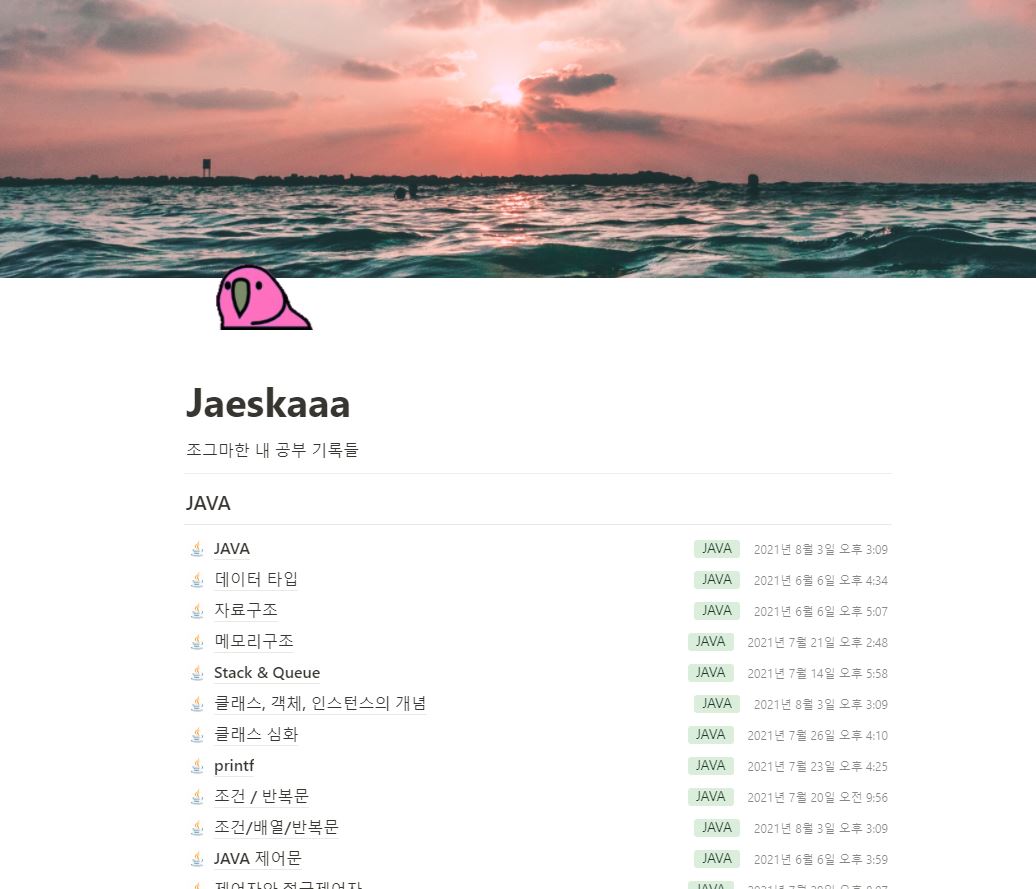 Jaeskaaa
조그마한 내 공부 기록들
JAVA
JAVA JAVA 2021년 8월 3일 오후 3:09
데이터 타입 JAVA 2021년 6월 6일 오후 4:34
자료구조 JAVA 2021년 6월 6일 오후 5:07
메모리구조 JAVA 2021년 7월 21일 오후 2:48
Stack & Queue JAVA 2021년 7월 14일 오후 5:58
클래스, 객체, 인스턴스의 개념 JAVA 2021년 8월 3일 오후 3:09
클래스 심화 JAVA 2021년 7월 26일 오후 4:10
printf JAVA 2021년 7월 23일 오후 4:25
조건 / 반복문 JAVA 2021년 7월 20일 오전 9:56
조건/배열/반복문 JAVA 2021년 8월 3일 오후 3:09
JAVA 제어문 JAVA 2021년 6월 6일 오후 3:59